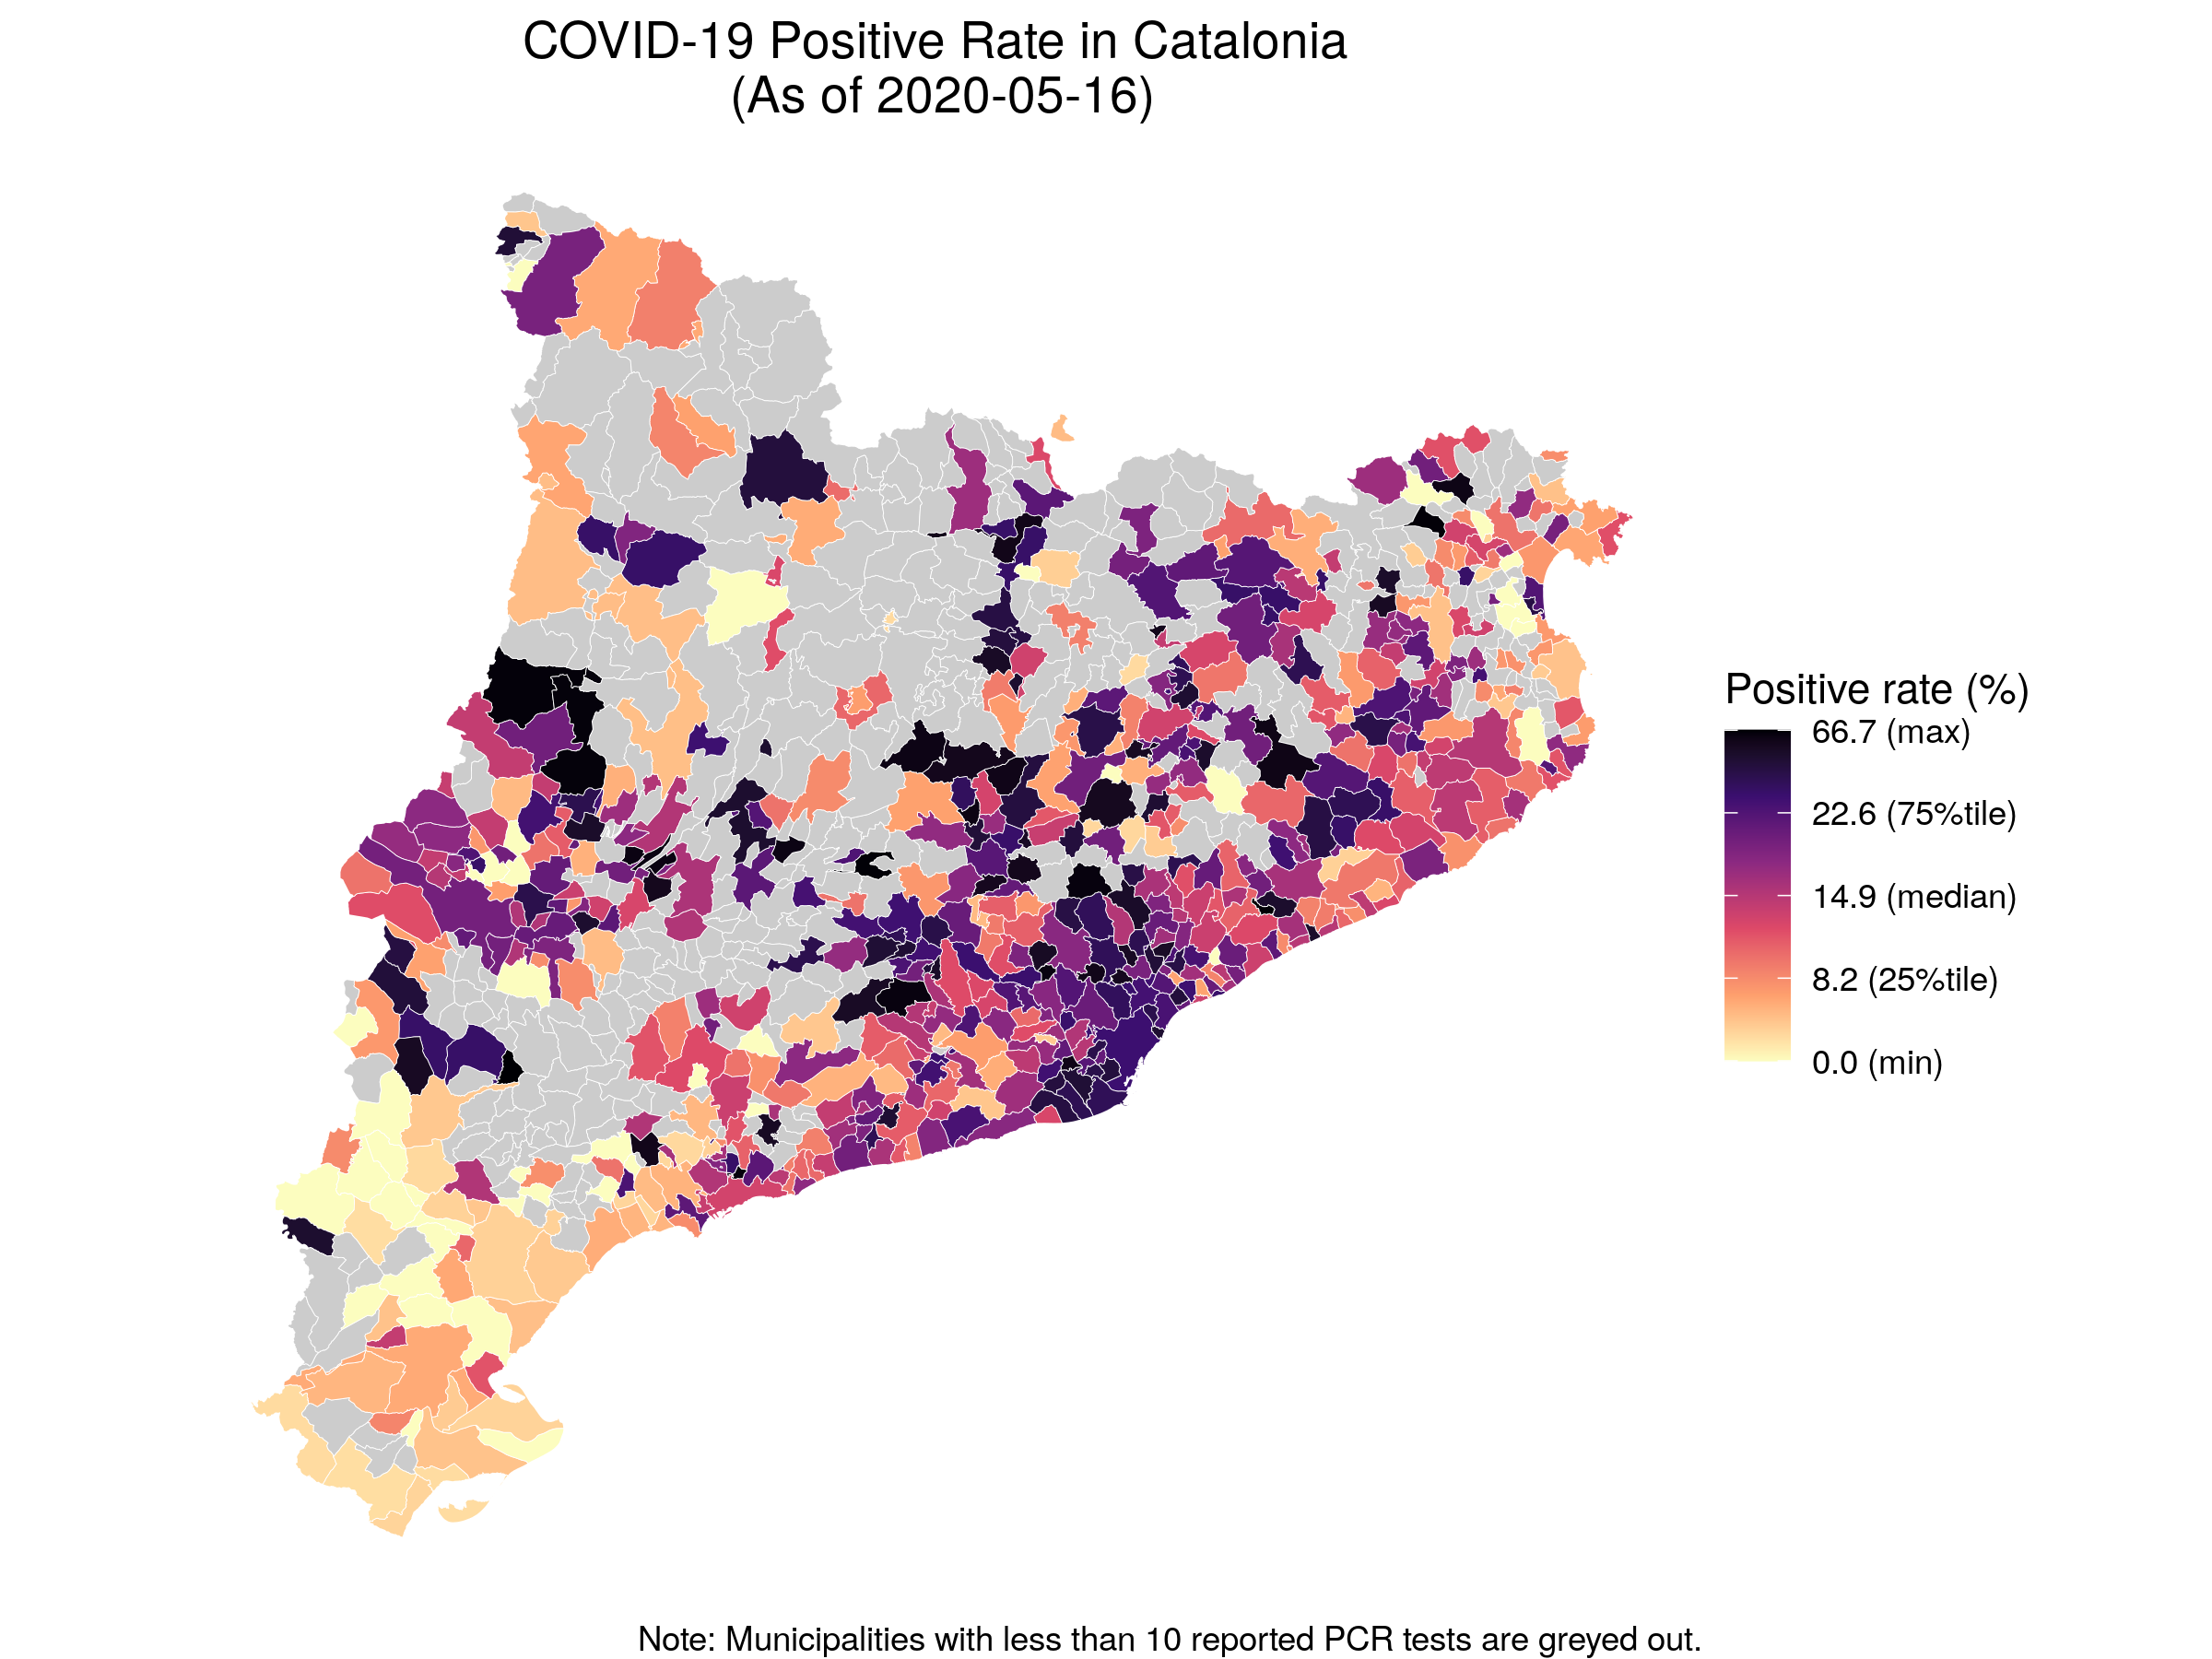 COVID-19 Positive Rate in Catalonia
(As of 2020-05-16)
Positive rate (%)
66.7 (max)
22.6 (75%tile)
14.9 (median)
8.2 (25%tile)
0.0 (min)
Note: Municipalities with less than 10 reported PCR tests are greyed out.